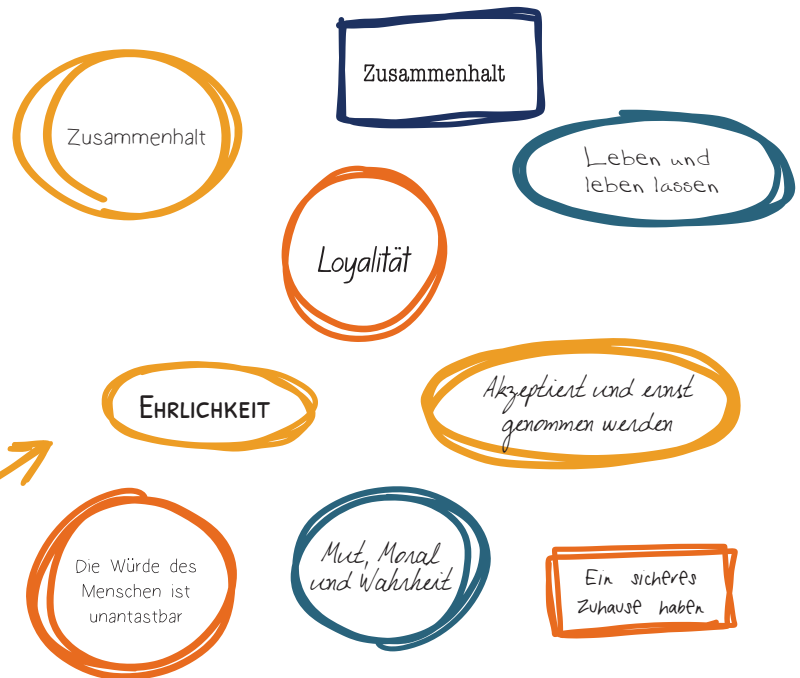 Zusammenhalt
Zusammenhalt
Leben und
leben lassen
Loyalität
EHRLICHKEIT
Akzeptiert und ernst
genommen werden
Die Würde des
Menschen ist
unantastbar
Mut, Moral
und Wahrheit
Ein sicheres
Zuhause haben